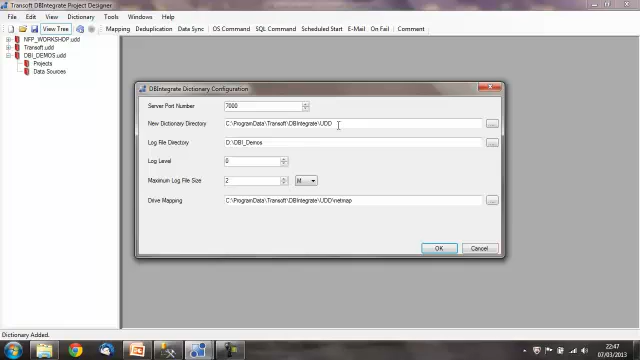 Transoft DBIntegrate Project Designer
File Edit View Dictionary Tools Windows Help
View Tree Mapping Deduplication Data Sync OS Command SQL Command Scheduled Start E-Mail On Fail Comment
NFP_WORKSHOP.udd
Transoft.udd
DBI_DEMOS.udd
Projects
Data Sources
DBIntegrate Dictionary Configuration
Server Port Number 7000
New Dictionary Directory C:\ProgramData\Transoft\DBIntegrate\UDD ...
Log File Directory D:\DBI_Demos ...
Log Level 0
Maximum Log File Size 2 M
Drive Mapping C:\ProgramData\Transoft\DBIntegrate\UDD\netmap ...
OK Cancel
Dictionary Added.
22:47
07/03/2013